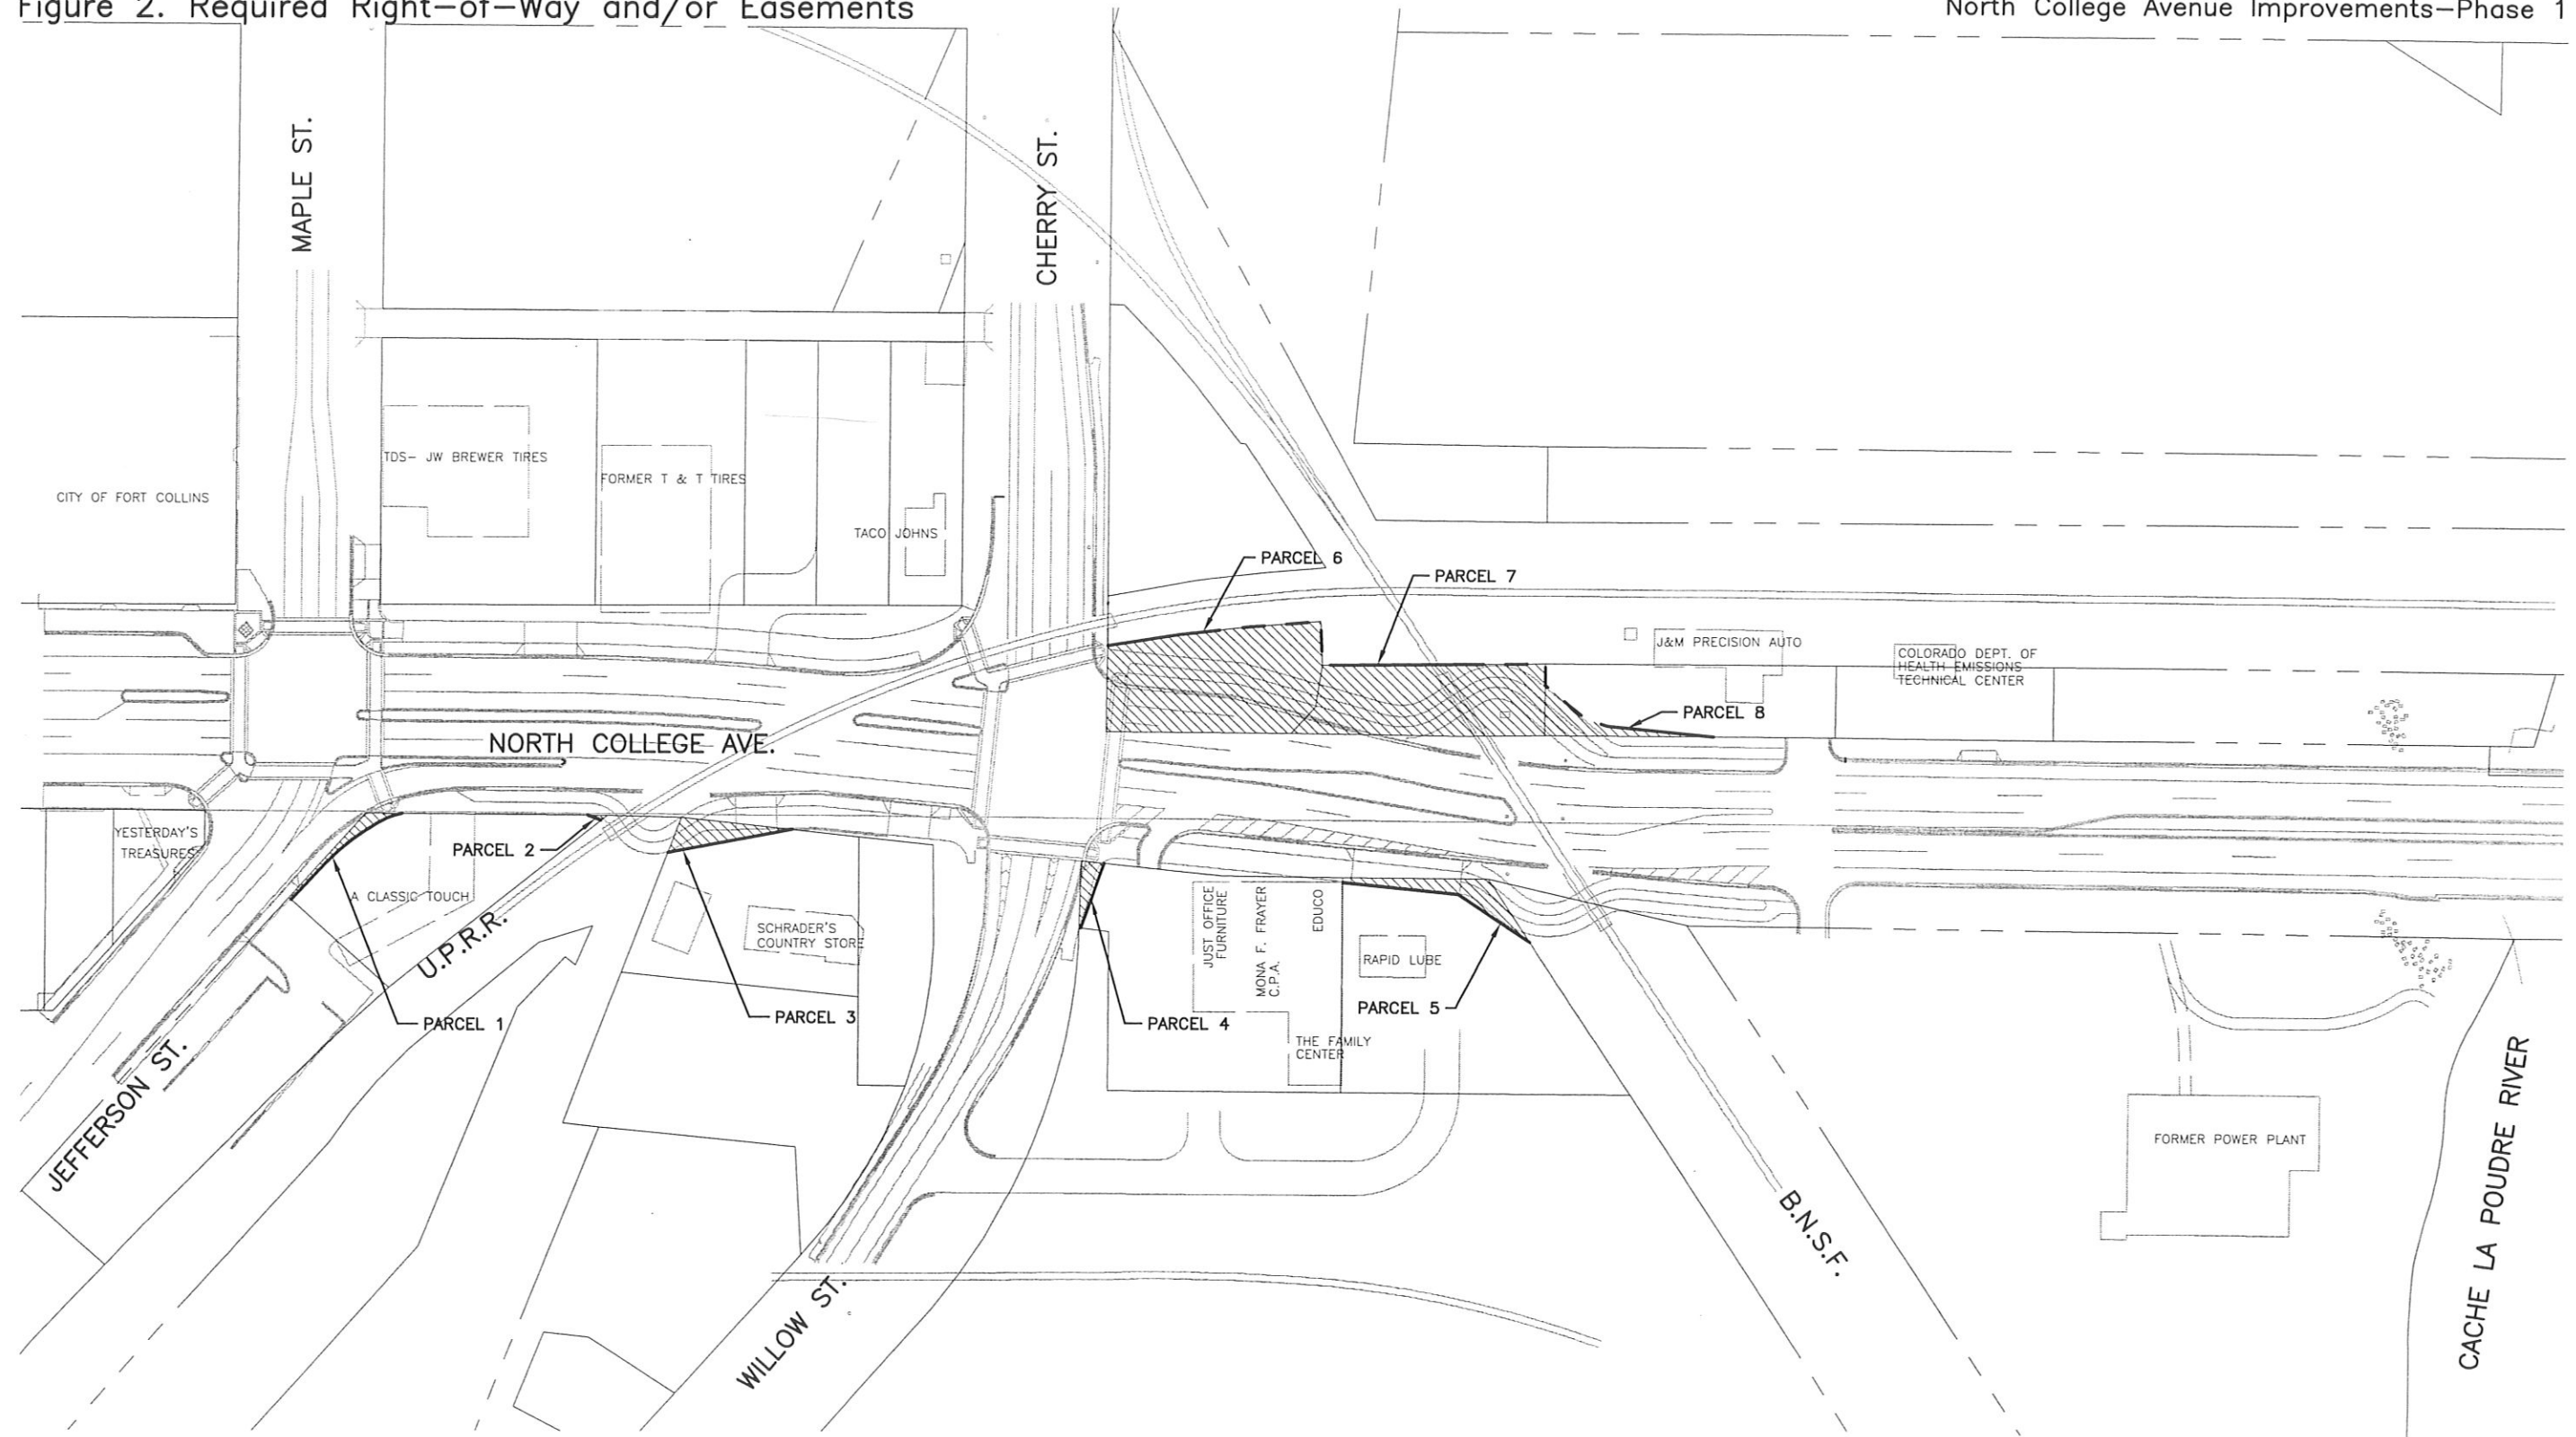 Figure 2. Required Right-of-Way and/or Easements
North College Avenue Improvements-Phase 1
MAPLE ST.
CHERRY ST.
TDS- JW BREWER TIRES
FORMER T & T TIRES
CITY OF FORT COLLINS
TACO JOHNS
PARCEL 6
PARCEL 7
J&M PRECISION AUTO
COLORADO DEPT. OF
HEALTH EMISSIONS
TECHNICAL CENTER
PARCEL 8
NORTH COLLEGE AVE.
YESTERDAY'S
TREASURES
PARCEL 2
A CLASSIC TOUCH
U.P.R.R.
SCHRADER'S
COUNTRY STORE
JUST OFFICE
FURNITURE
MONA F. FRAYER
C.P.A.
EDUCO
RAPID LUBE
PARCEL 1
PARCEL 3
PARCEL 4
PARCEL 5
THE FAMILY
CENTER
JEFFERSON ST.
FORMER POWER PLANT
B.N.S.F.
WILLOW ST.
CACHE LA POUDRE RIVER